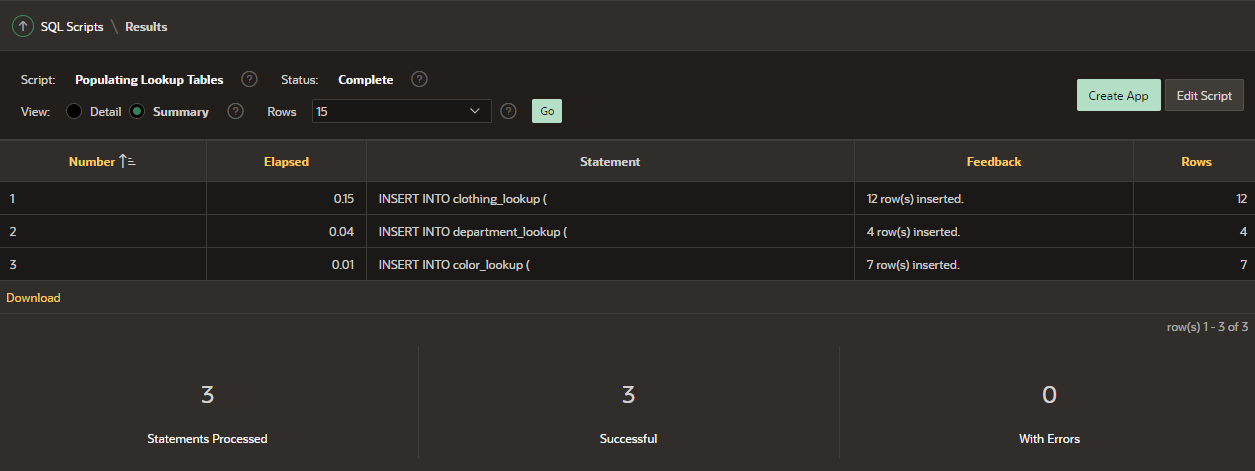 SQL Scripts \ Results
Script: Populating Lookup Tables ? Status: Complete ?
Create App Edit Script
View: Detail Summary ? Rows 15 ? Go
Number Elapsed Statement Feedback Rows
1 0.15 INSERT INTO clothing_lookup ( 12 row(s) inserted. 12
2 0.04 INSERT INTO department_lookup ( 4 row(s) inserted. 4
3 0.01 INSERT INTO color_lookup ( 7 row(s) inserted. 7
Download
row(s) 1 - 3 of 3
3 3 0
Statements Processed Successful With Errors